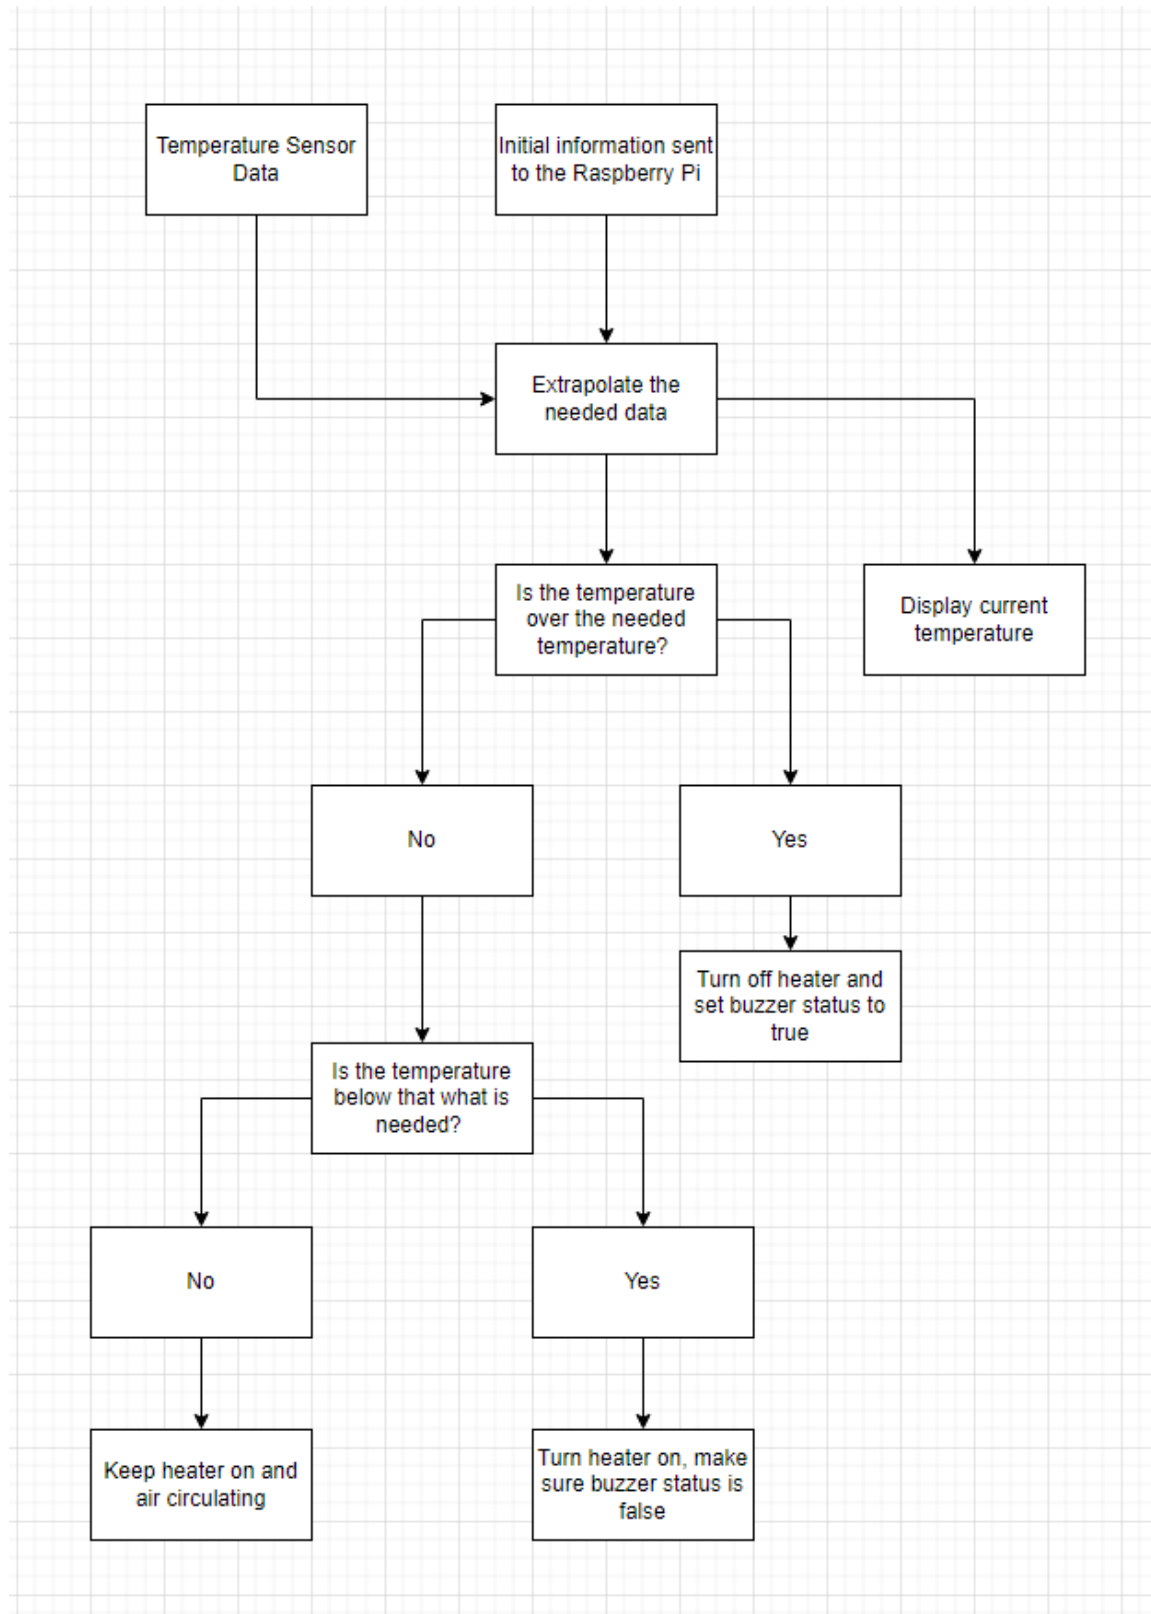 Temperature Sensor
Data
Initial information sent
to the Raspberry Pi
Extrapolate the
needed data
Is the temperature
over the needed
temperature?
Display current
temperature
No
Yes
Turn off heater and
set buzzer status to
true
Is the temperature
below that what is
needed?
No
Yes
Keep heater on and
air circulating
Turn heater on, make
sure buzzer status is
false